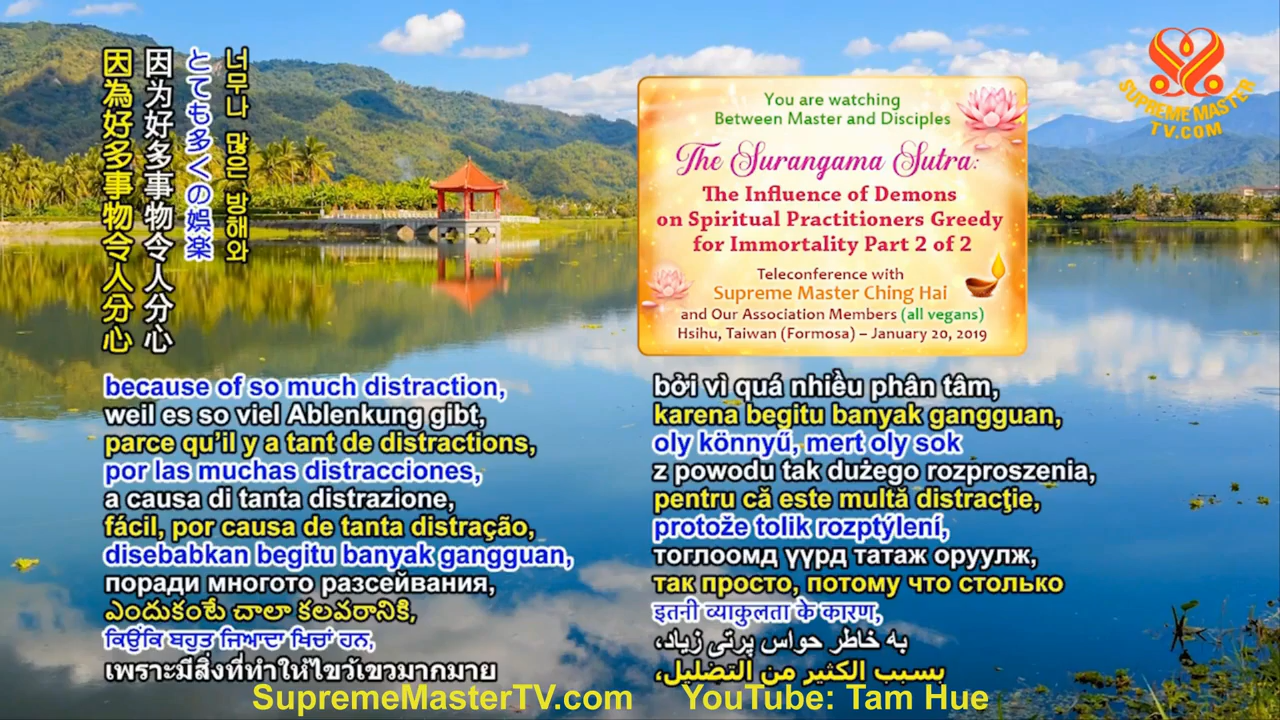 너무나 많은 방해와
とても多くの娯楽
因为好多事物令人分心
因為好多事物令人分心
You are watching
Between Master and Disciples
The Surangama Sutra:
The Influence of Demons
on Spiritual Practitioners Greedy
for Immortality Part 2 of 2
Teleconference with
Supreme Master Ching Hai
and Our Association Members (all vegans)
Hsihu, Taiwan (Formosa) – January 20, 2019
SUPREME MASTER
TV.COM
because of so much distraction,
weil es so viel Ablenkung gibt,
parce qu'il y a tant de distractions,
por las muchas distracciones,
a causa di tanta distrazione,
fácil, por causa de tanta distração,
disebabkan begitu banyak gangguan,
поради многото разсейвания,
ఎందుకంటే చాలా కలవరానికి,
ਕਿਉਂਕਿ ਬਹੁਤ ਜਿਆਦਾ ਖਿਚਾਂ ਹਨ,
เพราะมีสิ่งที่ทำให้ไขว้เขวมากมาย
bởi vì quá nhiều phân tâm,
karena begitu banyak gangguan,
oly könnyű, mert oly sok
z powodu tak dużego rozproszenia,
pentru că este multă distracţie,
protože tolik rozptýlení,
тоглоомд үүрд татаж оруулж,
так просто, потому что столько
इतनी व्याकुलता के कारण,
به خاطر حواس پرتی زیاد،
بسبب الكثير من التضليل،
SupremeMasterTV.com YouTube: Tam Hue